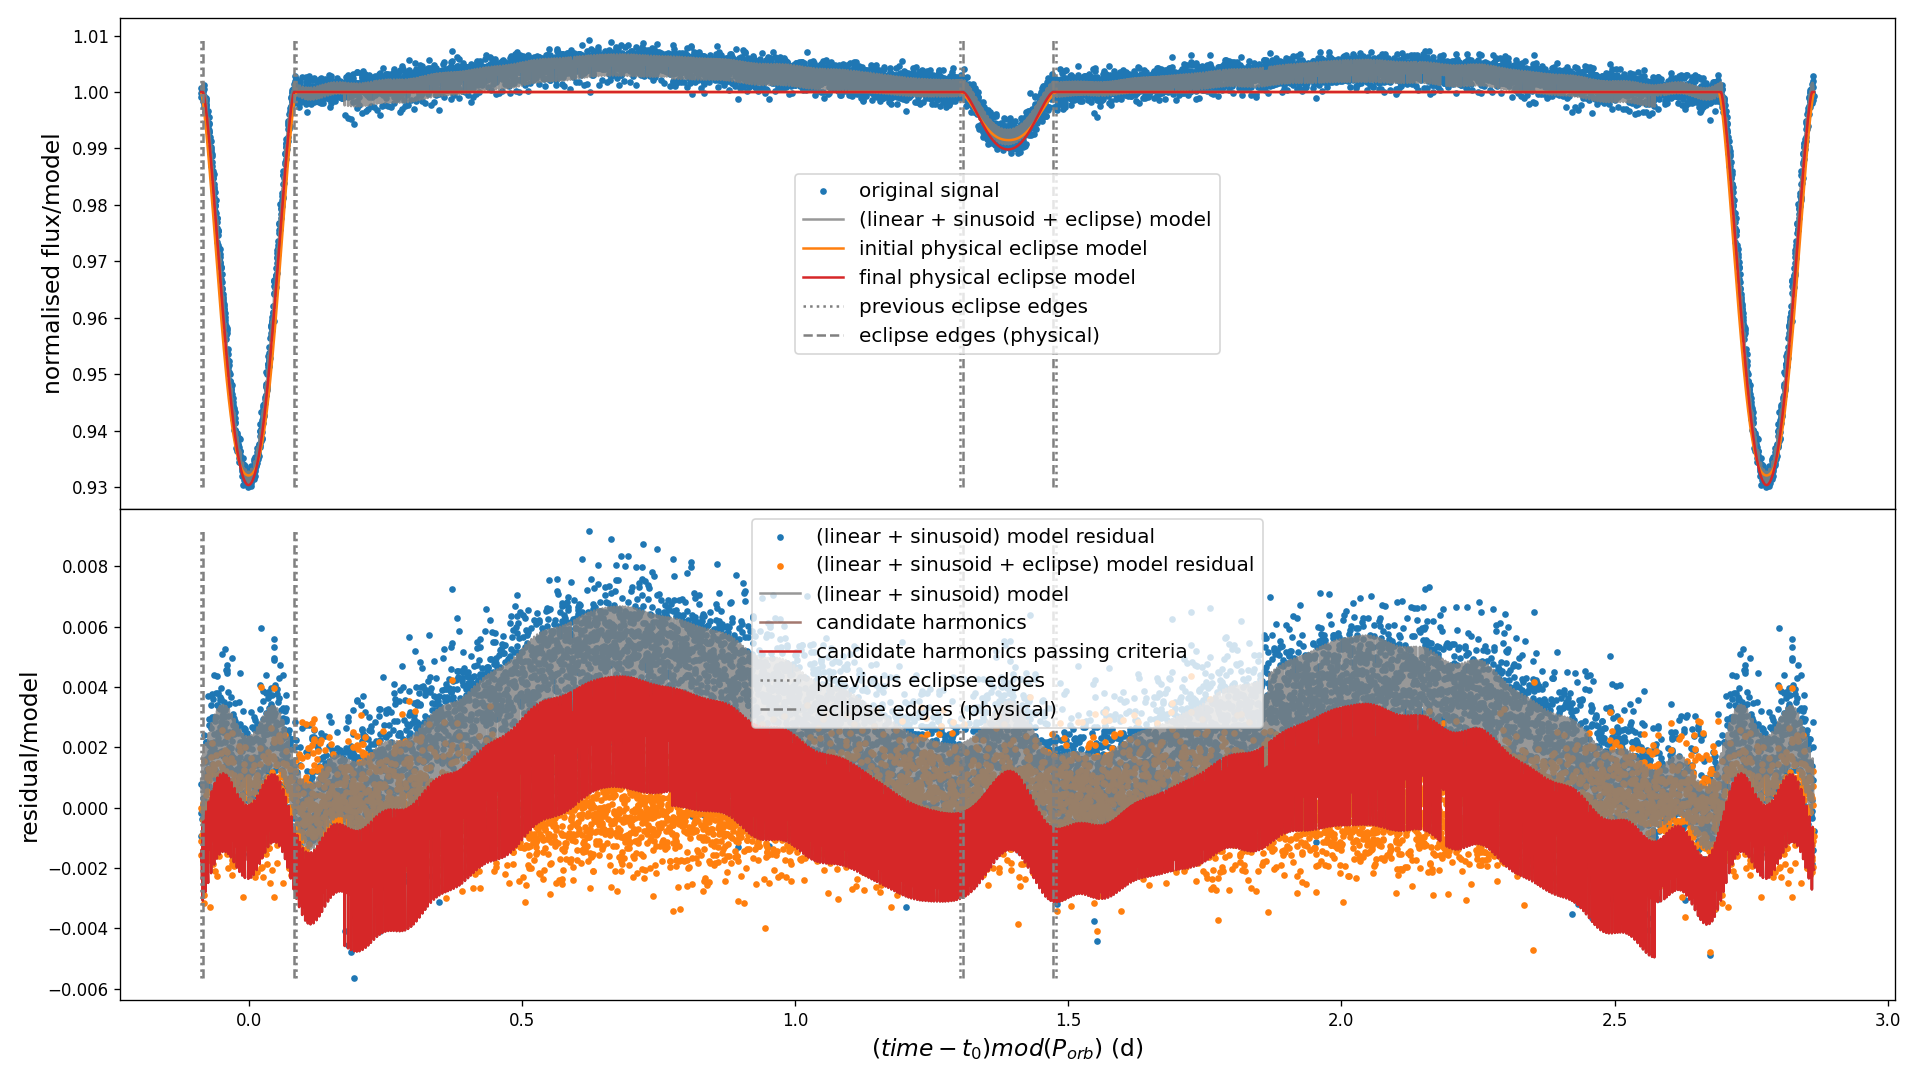 1.01
1.00
0.99
0.98
0.97
0.96
0.95
0.94
0.93
normalised flux/model
original signal
(linear + sinusoid + eclipse) model
initial physical eclipse model
final physical eclipse model
previous eclipse edges
eclipse edges (physical)
0.008
0.006
0.004
0.002
0.000
−0.002
−0.004
−0.006
residual/model
(linear + sinusoid) model residual
(linear + sinusoid + eclipse) model residual
(linear + sinusoid) model
candidate harmonics
candidate harmonics passing criteria
previous eclipse edges
eclipse edges (physical)
0.0 0.5 1.0 1.5 2.0 2.5 3.0
(time − t₀)mod(P_orb) (d)